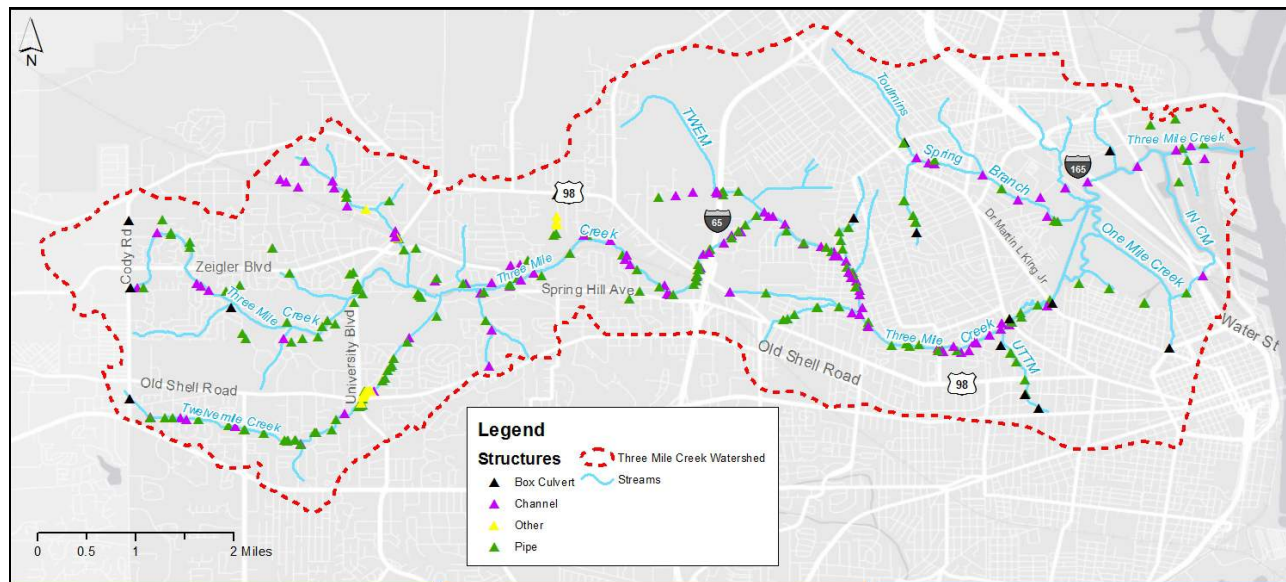 N
Toulmins
Spring
Branch
TWEM
Three Mile Creek
165
98
65
Cody Rd
Zeigler Blvd
Three Mile
Creek
Three Mile
Creek
Spring Hill Ave
Dr Martin L King Jr
One Mile Creek
IN CM
Water St
University Blvd
Old Shell Road
Twelvemile Creek
Old Shell Road
Three Mile
Creek
UTTM
98
Legend
Structures
Box Culvert
Channel
Other
Pipe
Three Mile Creek Watershed
Streams
0 0.5 1 2 Miles